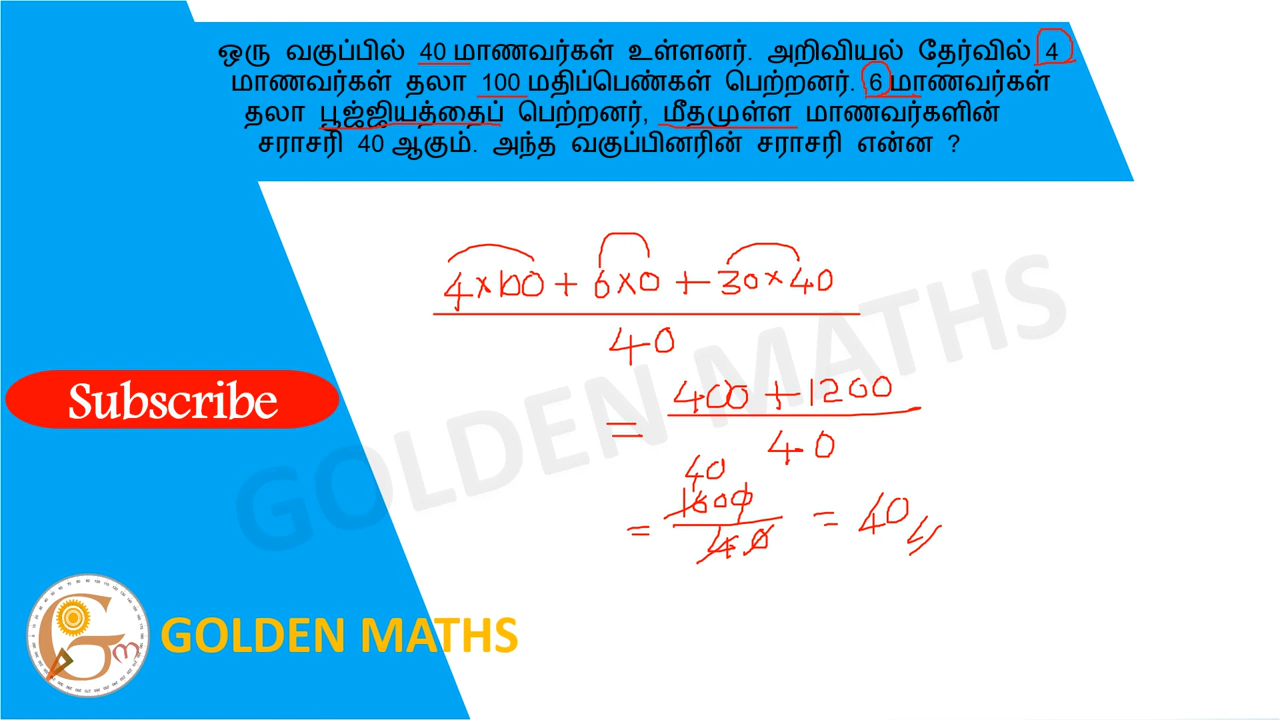 ஒரு வகுப்பில் 40 மாணவர்கள் உள்ளனர். அறிவியல் தேர்வில் 4
மாணவர்கள் தலா 100 மதிப்பெண்கள் பெற்றனர். 6 மாணவர்கள்
தலா பூஜ்ஜியத்தைப் பெற்றனர், மீதமுள்ள மாணவர்களின்
சராசரி 40 ஆகும். அந்த வகுப்பினரின் சராசரி என்ன ?
4×100 + 6×0 + 30×40
40
= 400 + 1200
40
40
= 1600 = 40
40
Subscribe
GOLDEN MATHS
GOLDEN MATHS